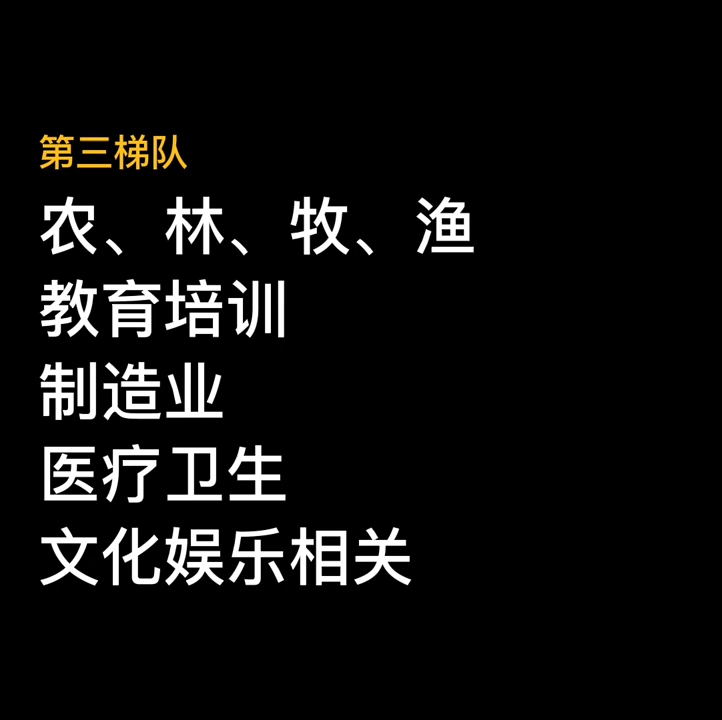 第三梯队
农、林、牧、渔
教育培训
制造业
医疗卫生
文化娱乐相关